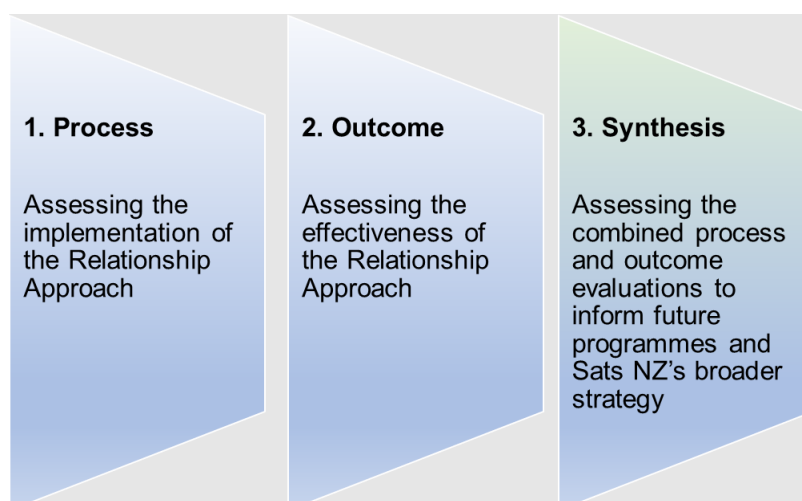 1. Process
Assessing the
implementation of
the Relationship
Approach
2. Outcome
Assessing the
effectiveness of
the Relationship
Approach
3. Synthesis
Assessing the
combined process
and outcome
evaluations to
inform future
programmes and
Sats NZ’s broader
strategy